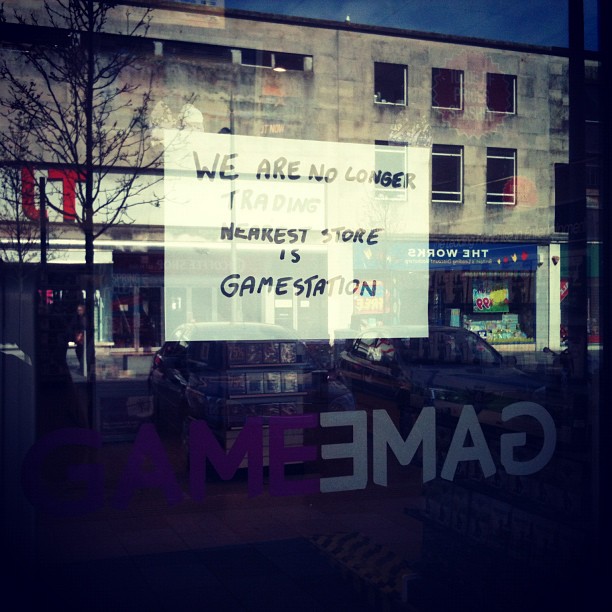 WE ARE NO LONGER
TRADING
NEAREST STORE
IS
GAMESTATION
THE WORKS
GAME
GAME